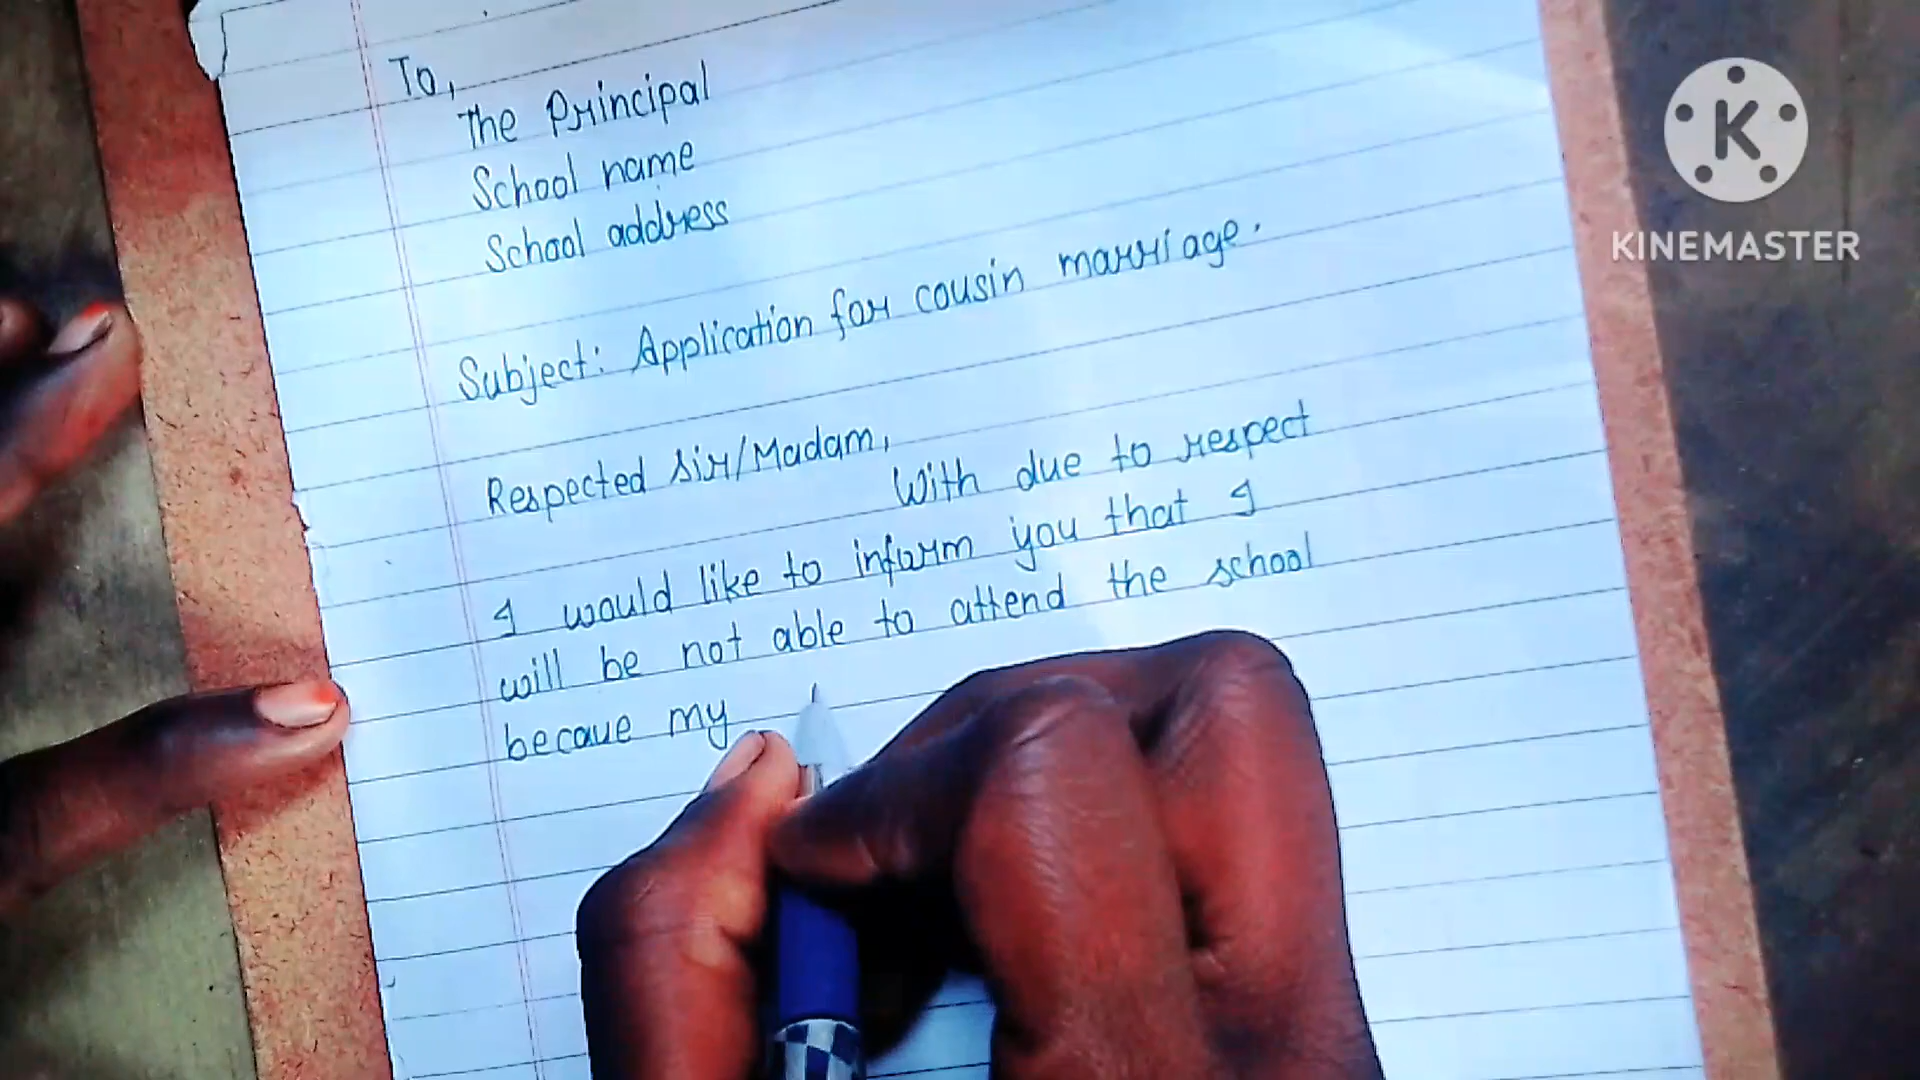 To,
The Principal
School name
School address
Subject: Application for cousin marriage.
Respected Sir/Madam,
With due to respect
I would like to inform you that I
will be not able to attend the school
becaue my
K
KINEMASTER